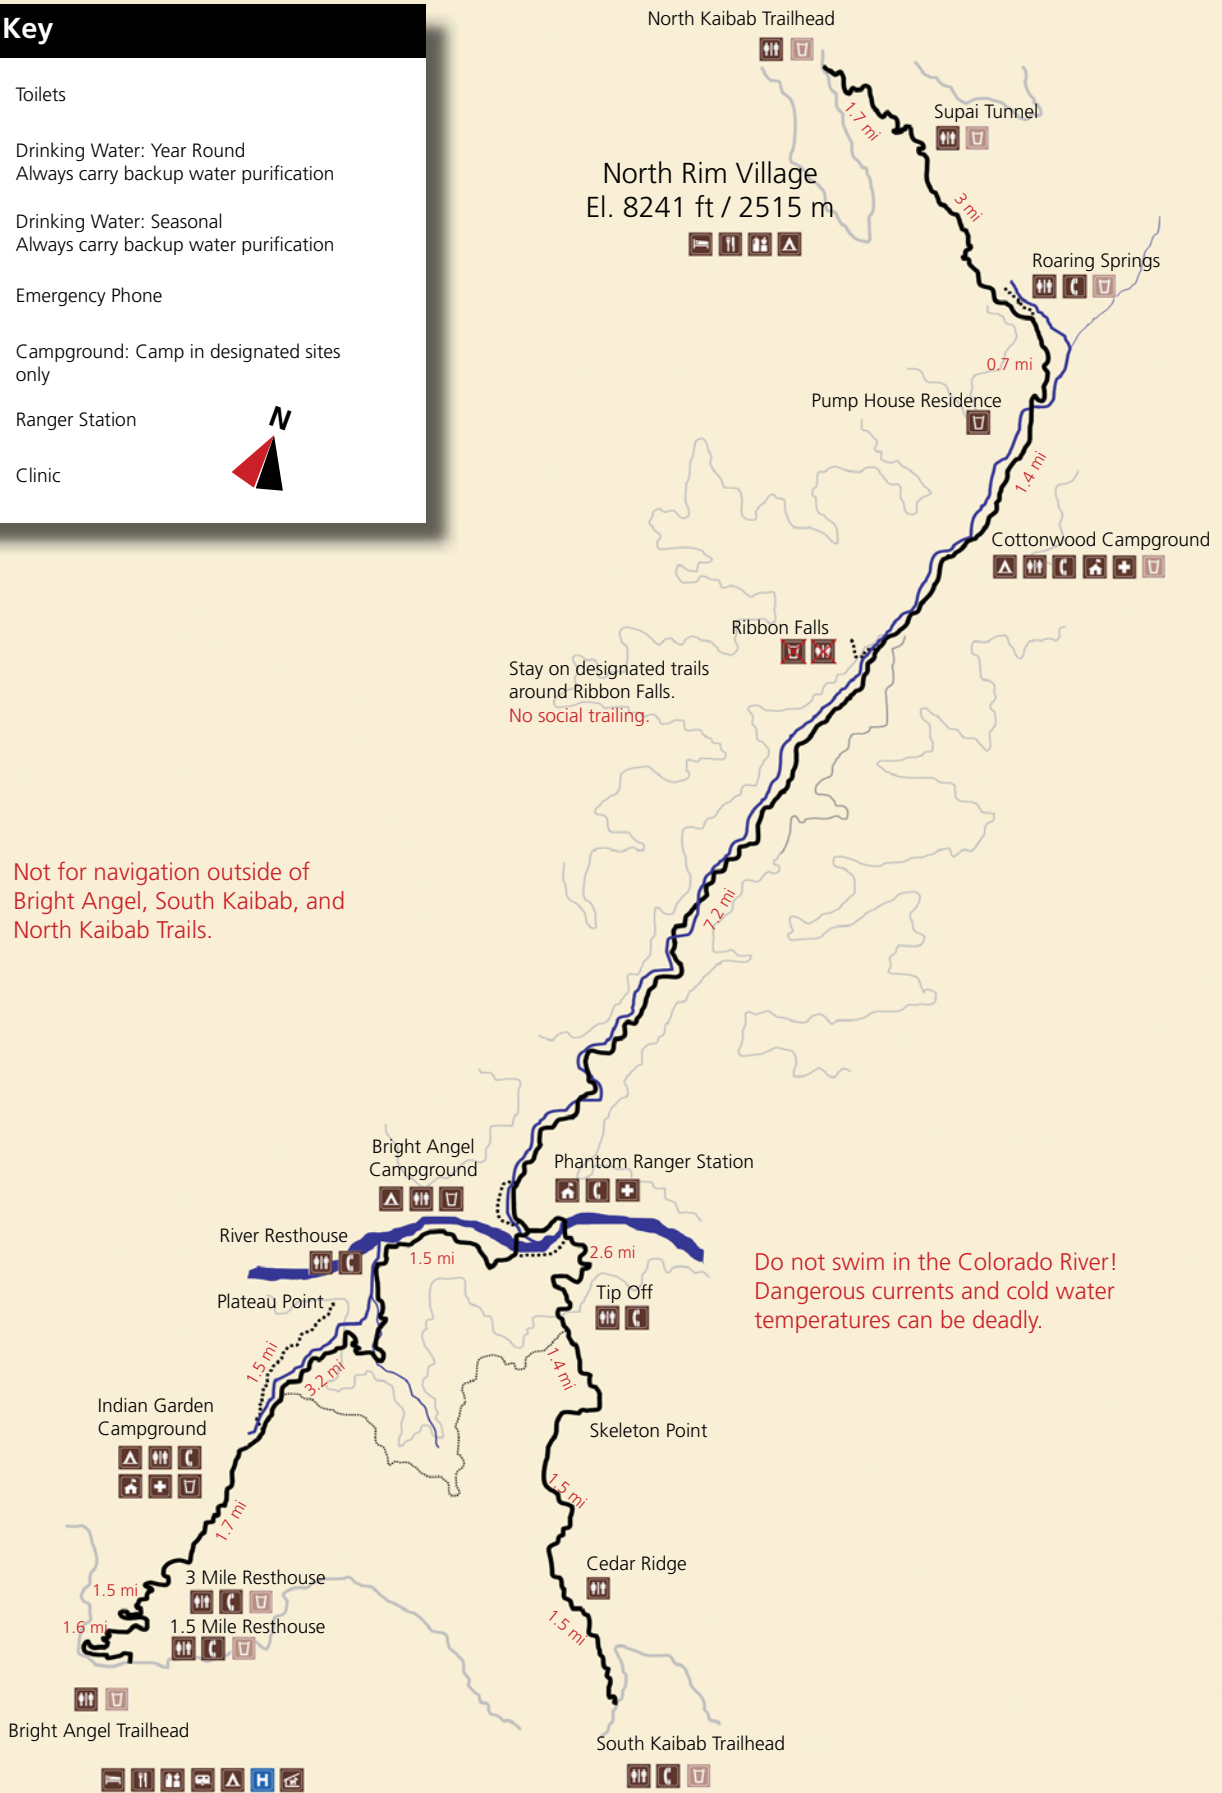 Key
Toilets
Drinking Water: Year Round
Always carry backup water purification
Drinking Water: Seasonal
Always carry backup water purification
Emergency Phone
Campground: Camp in designated sites
only
Ranger Station
Clinic
N
North Kaibab Trailhead
1.7 mi
Supai Tunnel
North Rim Village
El. 8241 ft / 2515 m
3 mi
Roaring Springs
0.7 mi
Pump House Residence
1.4 mi
Cottonwood Campground
Ribbon Falls
Stay on designated trails
around Ribbon Falls.
No social trailing.
Not for navigation outside of
Bright Angel, South Kaibab, and
North Kaibab Trails.
7.2 mi
Bright Angel
Campground
Phantom Ranger Station
River Resthouse
1.5 mi
2.6 mi
Do not swim in the Colorado River!
Dangerous currents and cold water
temperatures can be deadly.
Plateau Point
Tip Off
1.5 mi
3.2 mi
1.4 mi
Indian Garden
Campground
Skeleton Point
1.5 mi
1.7 mi
Cedar Ridge
3 Mile Resthouse
1.5 mi
1.6 mi
1.5 Mile Resthouse
1.5 mi
Bright Angel Trailhead
South Kaibab Trailhead
H